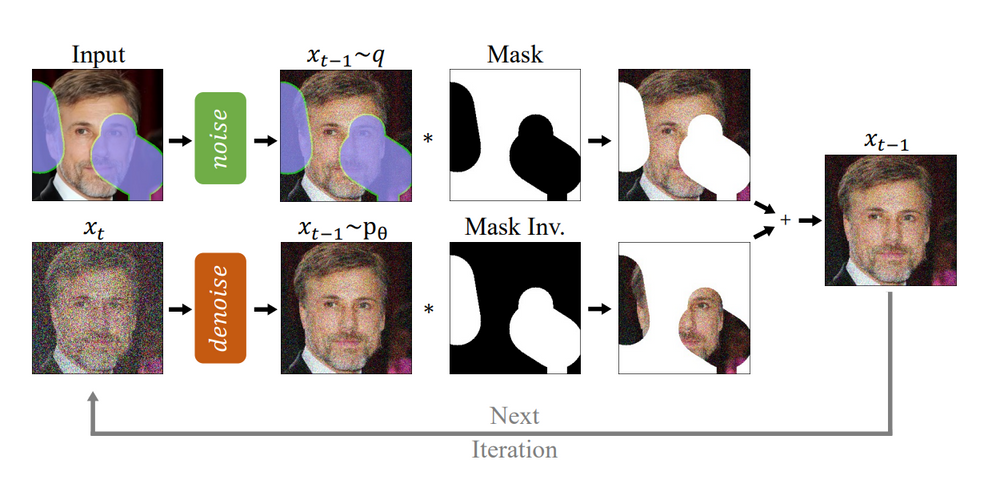 Input
x_{t−1}~q
Mask
noise
*
x_{t−1}
+
x_t
x_{t−1}~p_θ
Mask Inv.
denoise
*
Next
Iteration